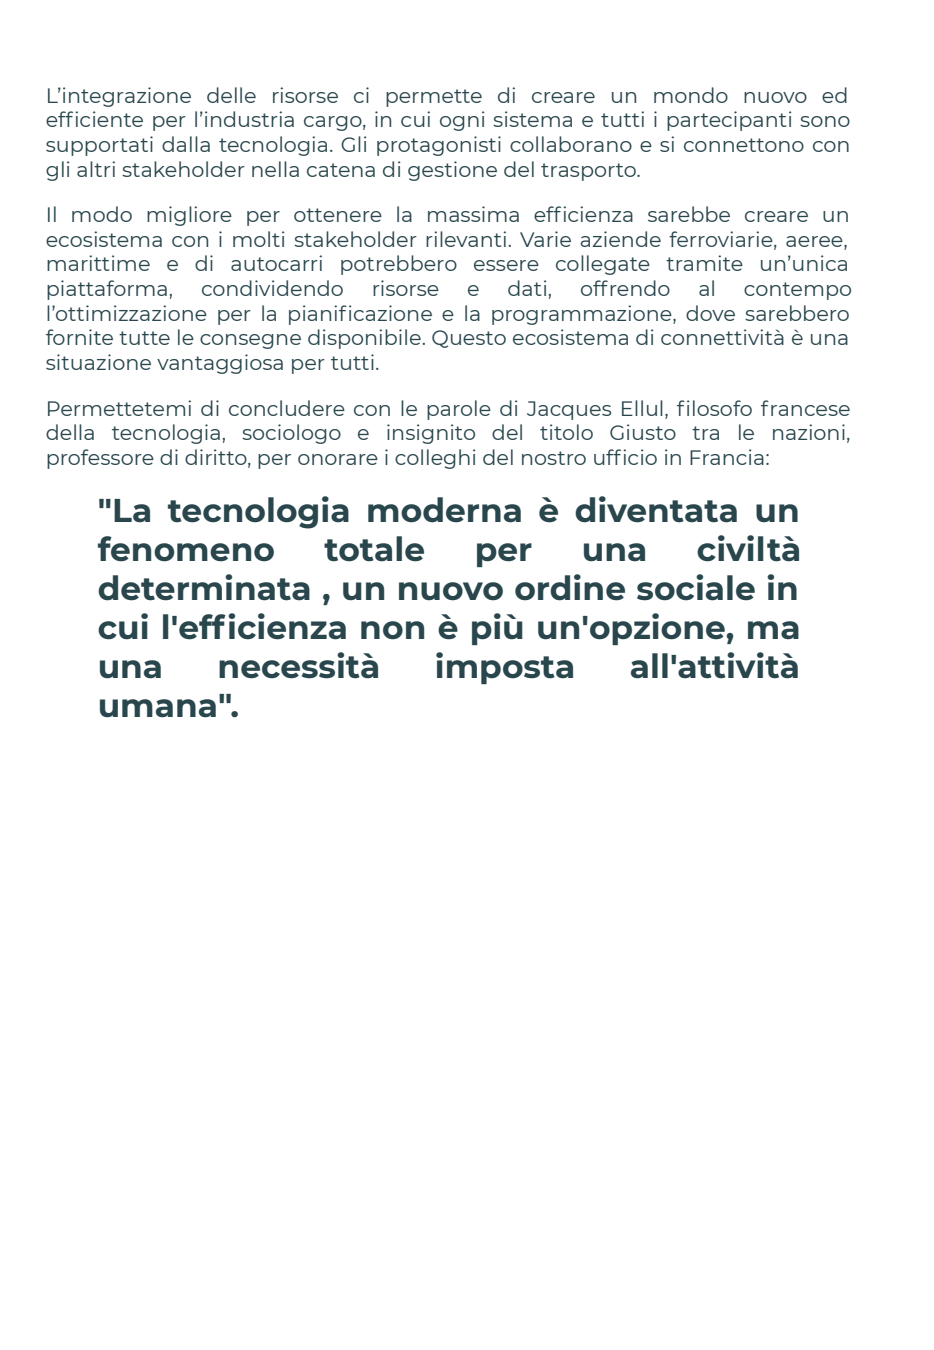 L’integrazione delle risorse ci permette di creare un mondo nuovo ed
efficiente per l’industria cargo, in cui ogni sistema e tutti i partecipanti sono
supportati dalla tecnologia. Gli protagonisti collaborano e si connettono con
gli altri stakeholder nella catena di gestione del trasporto.
Il modo migliore per ottenere la massima efficienza sarebbe creare un
ecosistema con i molti stakeholder rilevanti. Varie aziende ferroviarie, aeree,
marittime e di autocarri potrebbero essere collegate tramite un’unica
piattaforma, condividendo risorse e dati, offrendo al contempo
l’ottimizzazione per la pianificazione e la programmazione, dove sarebbero
fornite tutte le consegne disponibile. Questo ecosistema di connettività è una
situazione vantaggiosa per tutti.
Permettetemi di concludere con le parole di Jacques Ellul, filosofo francese
della tecnologia, sociologo e insignito del titolo Giusto tra le nazioni,
professore di diritto, per onorare i colleghi del nostro ufficio in Francia:
"La tecnologia moderna è diventata un
fenomeno totale per una civiltà
determinata , un nuovo ordine sociale in
cui l'efficienza non è più un'opzione, ma
una necessità imposta all'attività
umana".